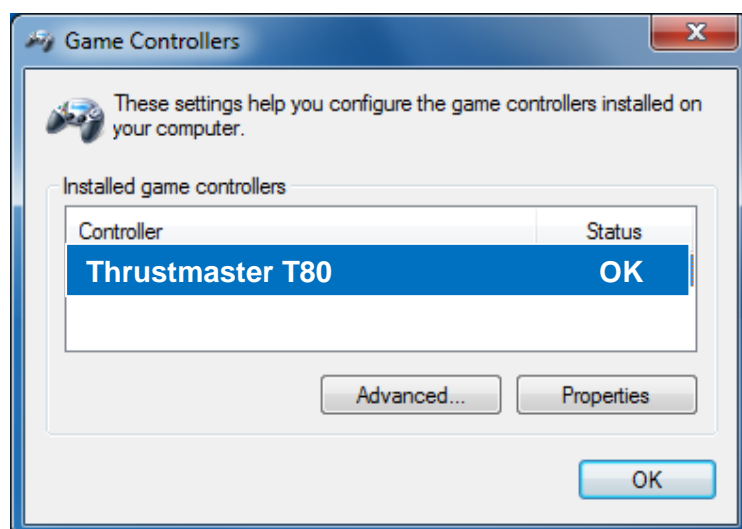 Game Controllers
X
These settings help you configure the game controllers installed on
your computer.
Installed game controllers
Controller Status
Thrustmaster T80 OK
Advanced... Properties
OK